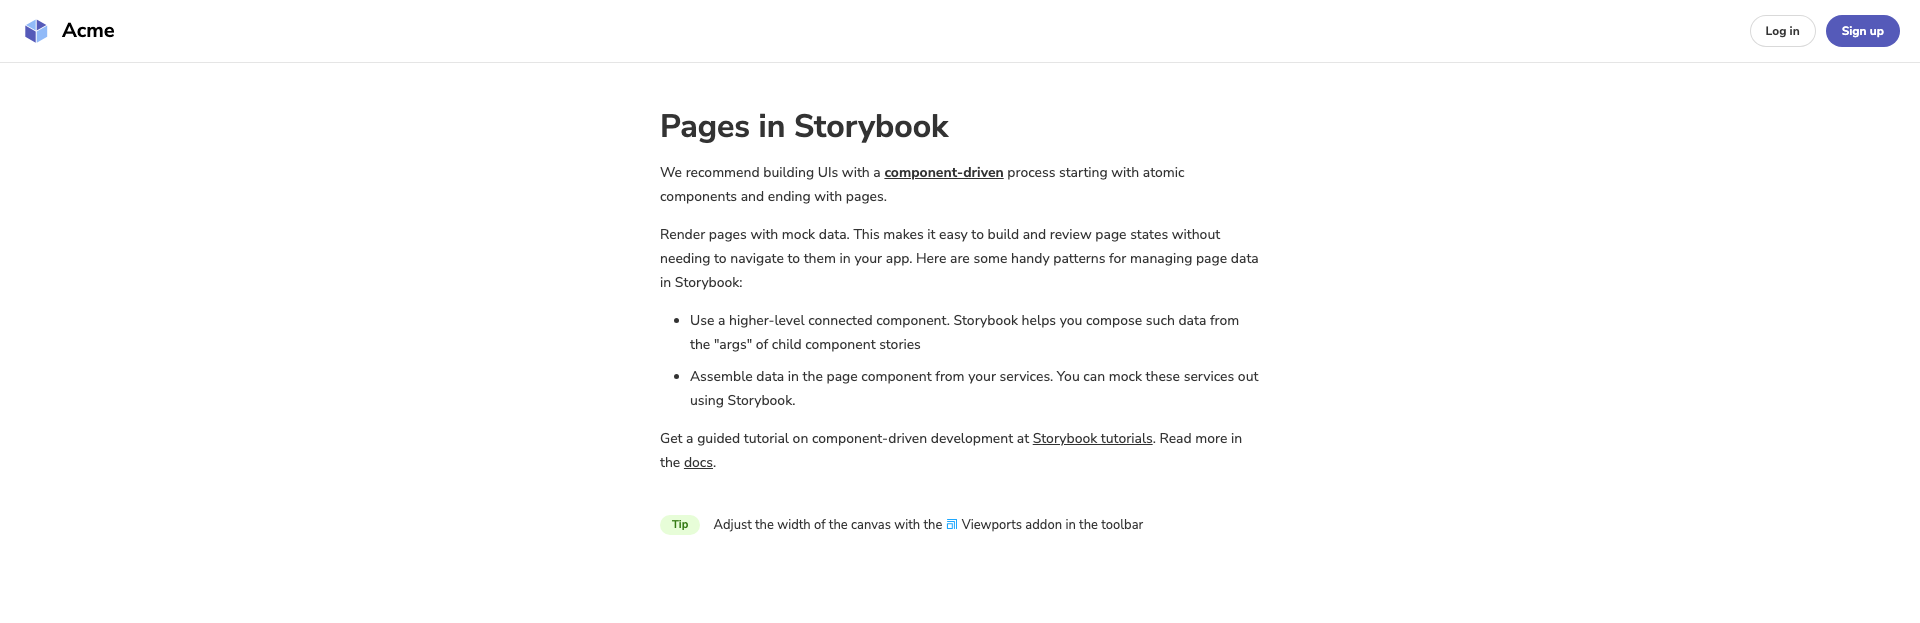 Acme
Log in
Sign up
Pages in Storybook
We recommend building UIs with a component-driven process starting with atomic
components and ending with pages.
Render pages with mock data. This makes it easy to build and review page states without
needing to navigate to them in your app. Here are some handy patterns for managing page data
in Storybook:
Use a higher-level connected component. Storybook helps you compose such data from
the "args" of child component stories
Assemble data in the page component from your services. You can mock these services out
using Storybook.
Get a guided tutorial on component-driven development at Storybook tutorials. Read more in
the docs.
Tip
Adjust the width of the canvas with the Viewports addon in the toolbar